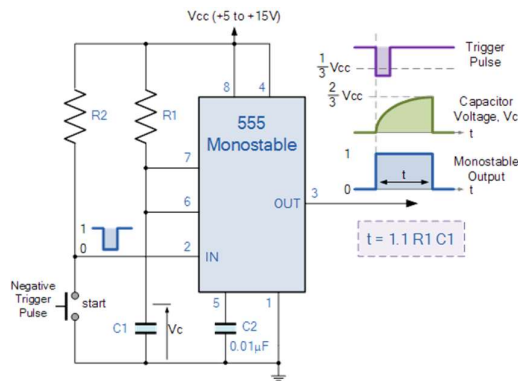 Vcc (+5 to +15V)
8
4
R2
R1
555
Monostable
7
6
3
OUT
1
0
2
IN
Negative
Trigger
Pulse
start
C1
Vc
5
1
C2
0.01µF
1/3 Vcc
Trigger
Pulse
2/3 Vcc
Capacitor
Voltage, Vc
t
1
0
t
Monostable
Output
t
t = 1.1 R1 C1